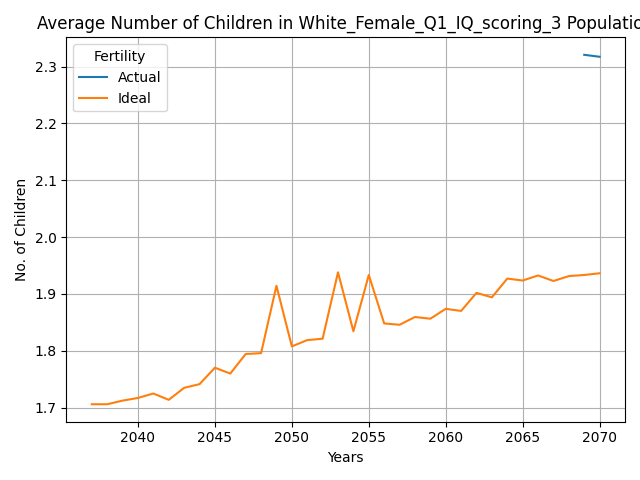 Average Number of Children in White_Female_Q1_IQ_scoring_3 Populatio
Fertility
Actual
Ideal
No. of Children
2.3
2.2
2.1
2.0
1.9
1.8
1.7
2040 2045 2050 2055 2060 2065 2070
Years